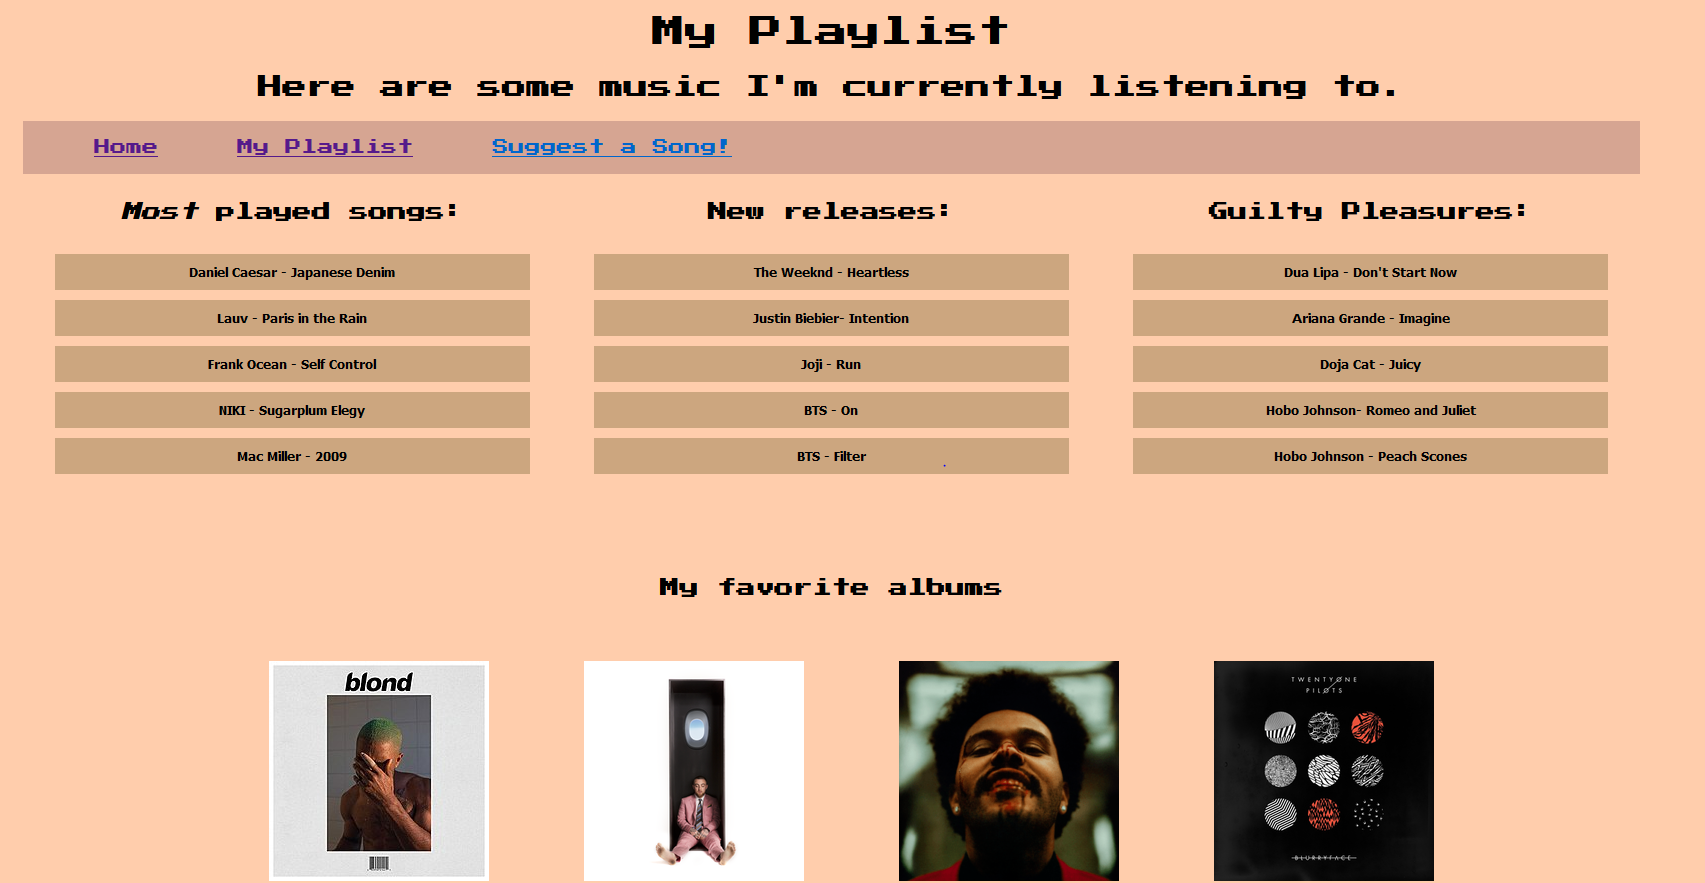 My Playlist
Here are some music I'm currently listening to.
Home My Playlist Suggest a Song!
Most played songs:
Daniel Caesar - Japanese Denim
Lauv - Paris in the Rain
Frank Ocean - Self Control
NIKI - Sugarplum Elegy
Mac Miller - 2009
New releases:
The Weeknd - Heartless
Justin Biebier- Intention
Joji - Run
BTS - On
BTS - Filter
Guilty Pleasures:
Dua Lipa - Don't Start Now
Ariana Grande - Imagine
Doja Cat - Juicy
Hobo Johnson- Romeo and Juliet
Hobo Johnson - Peach Scones
My favorite albums
blond
TWENTY ØNE
PILØTS
BLURRYFACE